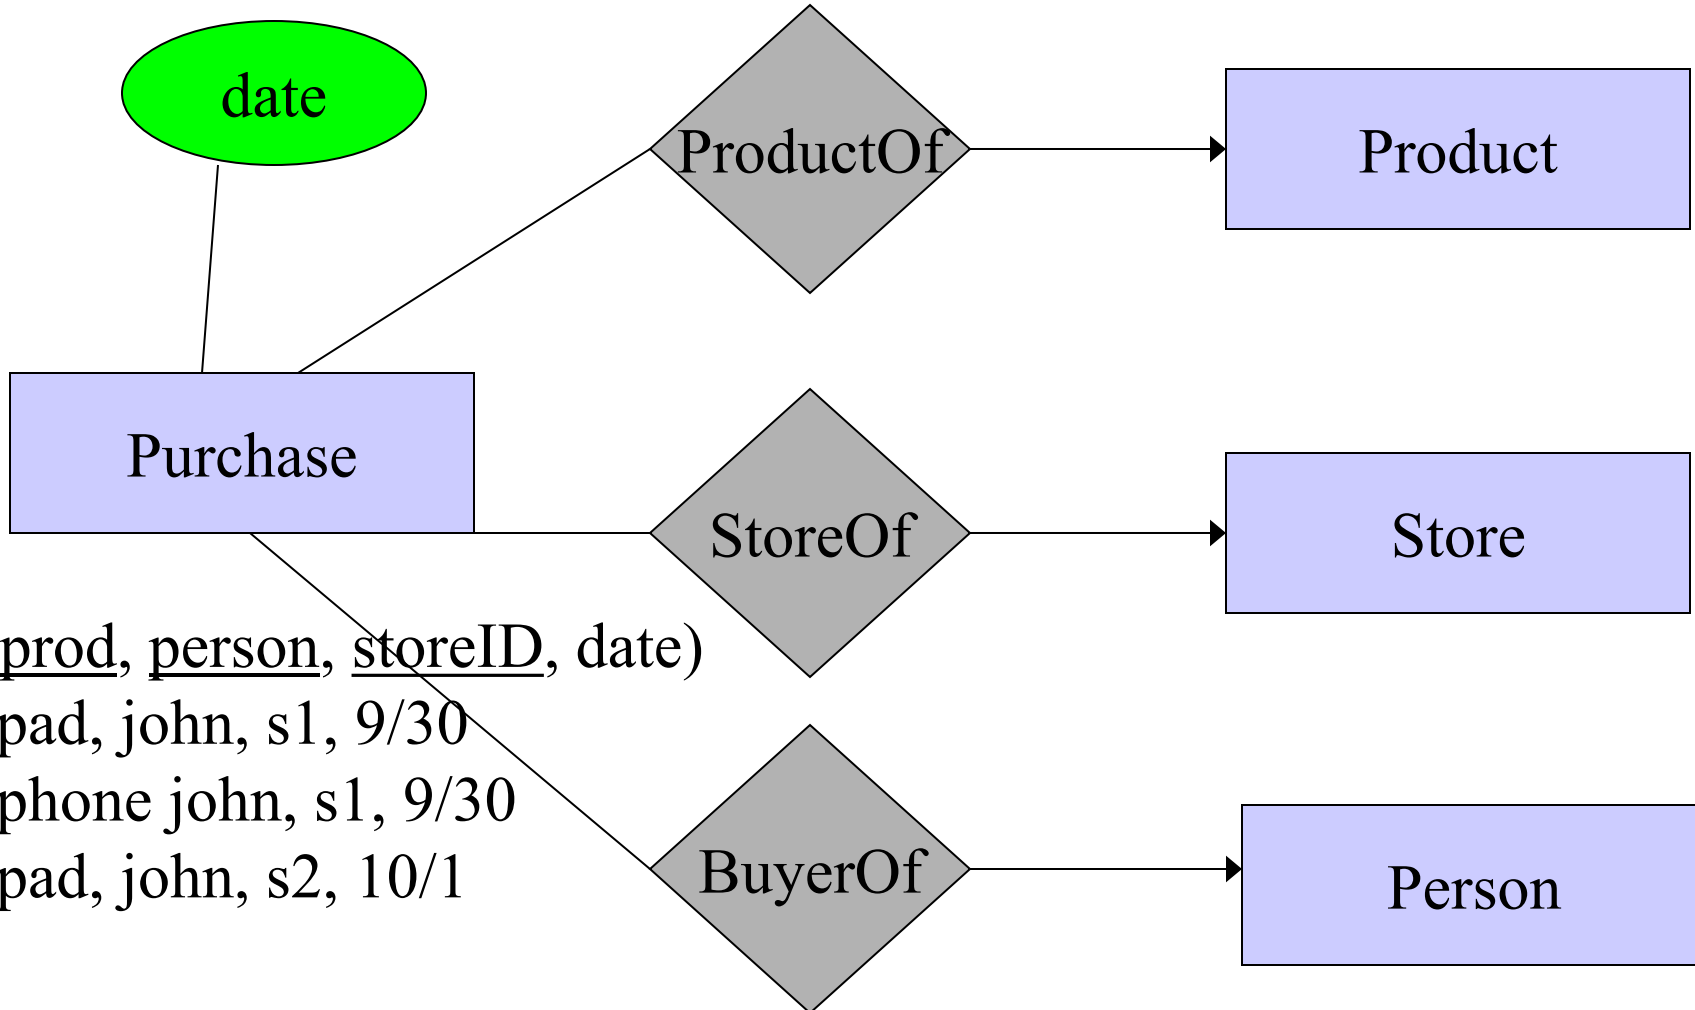 date
ProductOf
Product
Purchase
StoreOf
Store
prod, person, storeID, date)
pad, john, s1, 9/30
phone john, s1, 9/30
pad, john, s2, 10/1
BuyerOf
Person